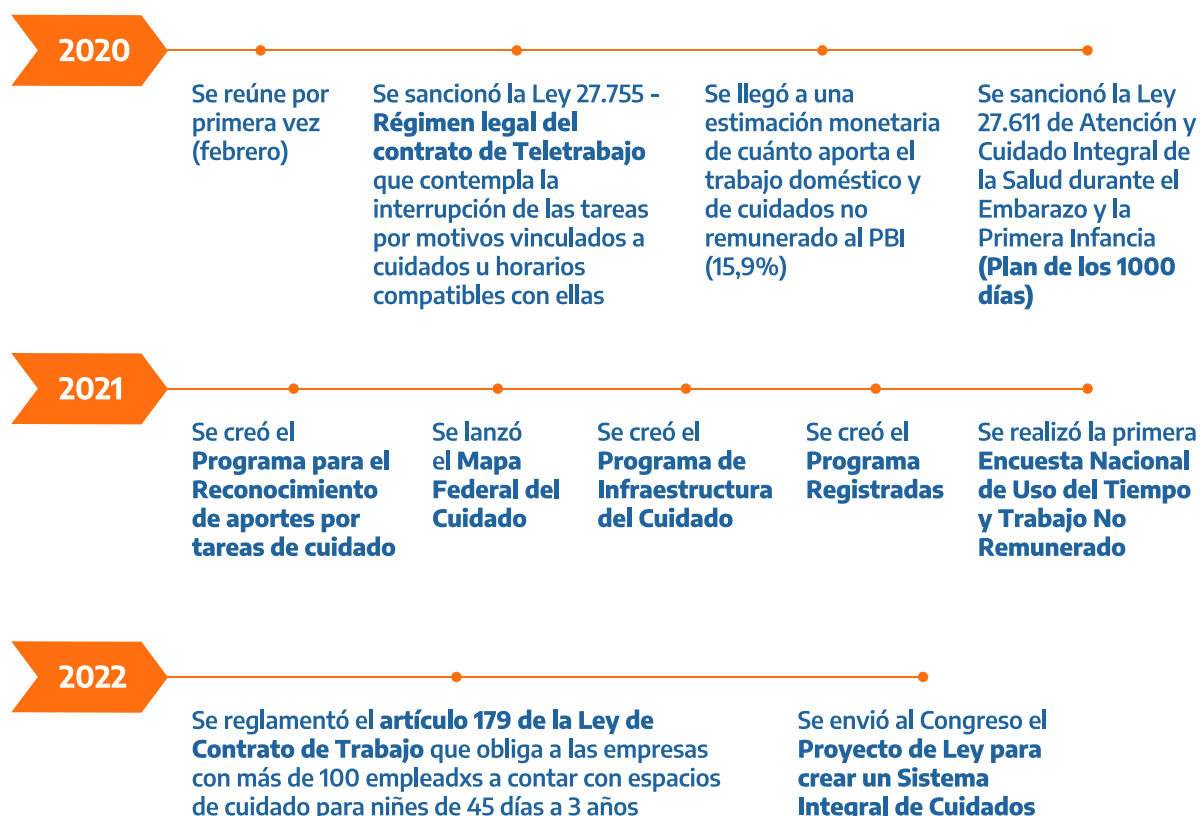 2020
Se reúne por
primera vez
(febrero)
Se sancionó la Ley 27.755 -
Régimen legal del
contrato de Teletrabajo
que contempla la
interrupción de las tareas
por motivos vinculados a
cuidados u horarios
compatibles con ellas
Se llegó a una
estimación monetaria
de cuánto aporta el
trabajo doméstico y
de cuidados no
remunerado al PBI
(15,9%)
Se sancionó la Ley
27.611 de Atención y
Cuidado Integral de
la Salud durante el
Embarazo y la
Primera Infancia
(Plan de los 1000
días)
2021
Se creó el
Programa para el
Reconocimiento
de aportes por
tareas de cuidado
Se lanzó
el Mapa
Federal del
Cuidado
Se creó el
Programa de
Infraestructura
del Cuidado
Se creó el
Programa
Registradas
Se realizó la primera
Encuesta Nacional
de Uso del Tiempo
y Trabajo No
Remunerado
2022
Se reglamentó el artículo 179 de la Ley de
Contrato de Trabajo que obliga a las empresas
con más de 100 empleadxs a contar con espacios
de cuidado para niñes de 45 días a 3 años
Se envió al Congreso el
Proyecto de Ley para
crear un Sistema
Integral de Cuidados